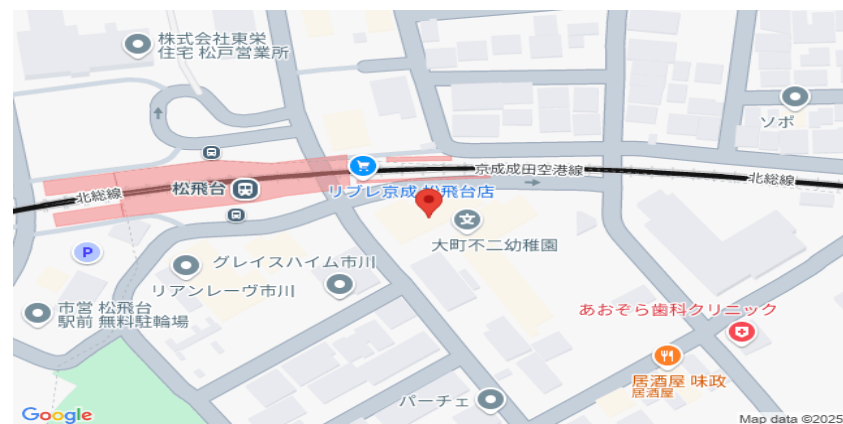 株式会社東栄
住宅 松戸営業所
ソポ
北総線
松飛台
京成成田空港線
北総線
リブレ京成 松飛台店
文
大町不二幼稚園
P
グレイスハイム市川
リアンレーヴ市川
市営 松飛台
駅前 無料駐輪場
あおぞら歯科クリニック
居酒屋 味政
居酒屋
パーチェ
Google
Map data ©2025